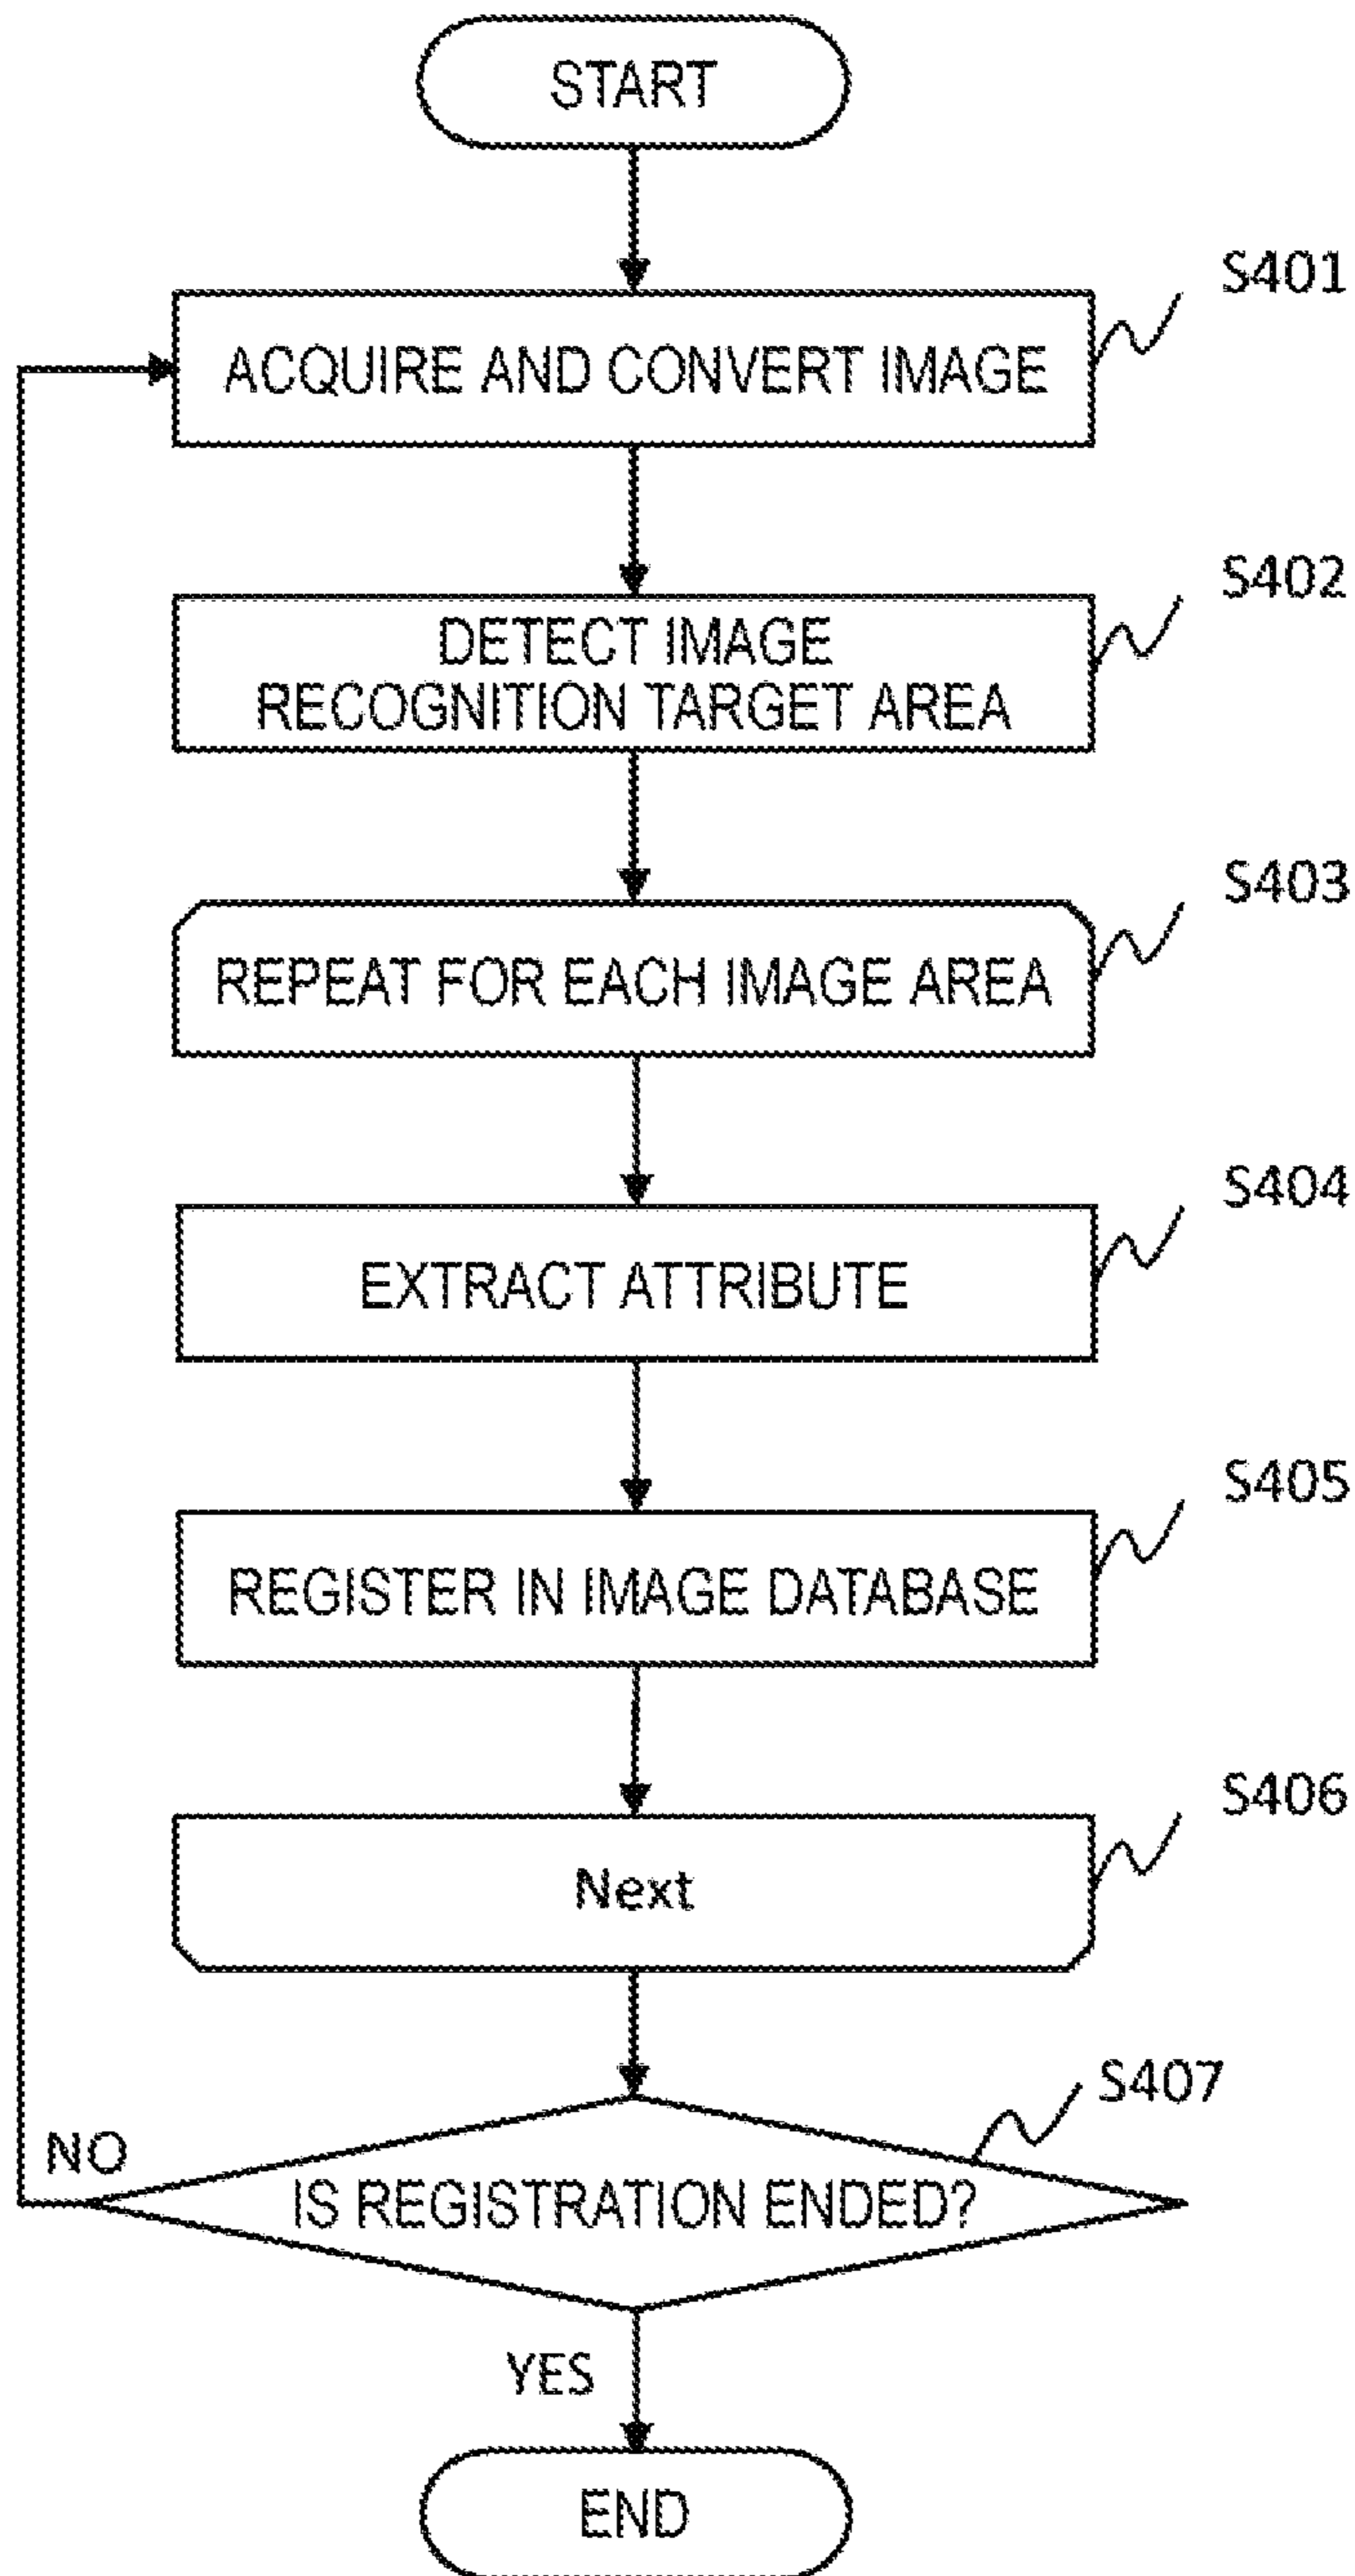 START
S401
ACQUIRE AND CONVERT IMAGE
S402
DETECT IMAGE
RECOGNITION TARGET AREA
S403
REPEAT FOR EACH IMAGE AREA
S404
EXTRACT ATTRIBUTE
S405
REGISTER IN IMAGE DATABASE
S406
Next
S407
NO
IS REGISTRATION ENDED?
YES
END